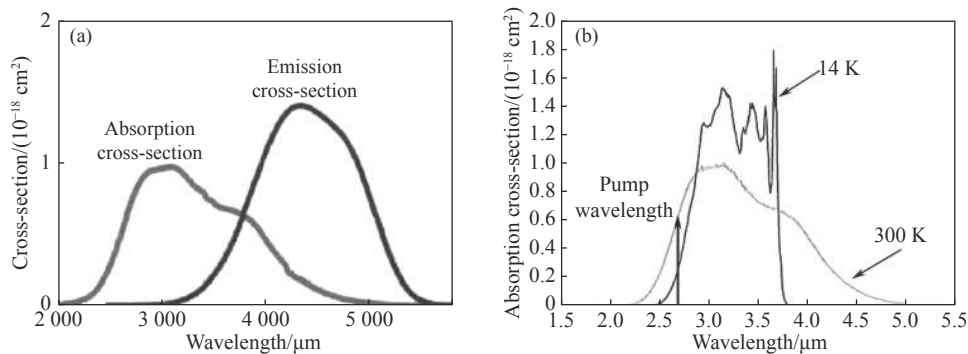 (a)
2
1
0
Cross-section/(10⁻¹⁸ cm²)
Emission
cross-section
Absorption
cross-section
2 000
3 000
4 000
5 000
Wavelength/μm
(b)
2.0
1.8
1.6
1.4
1.2
1.0
0.8
0.6
0.4
0.2
0
Absorption cross-section/(10⁻¹⁸ cm²)
14 K
Pump
wavelength
300 K
1.5
2.0
2.5
3.0
3.5
4.0
4.5
5.0
5.5
Wavelength/μm